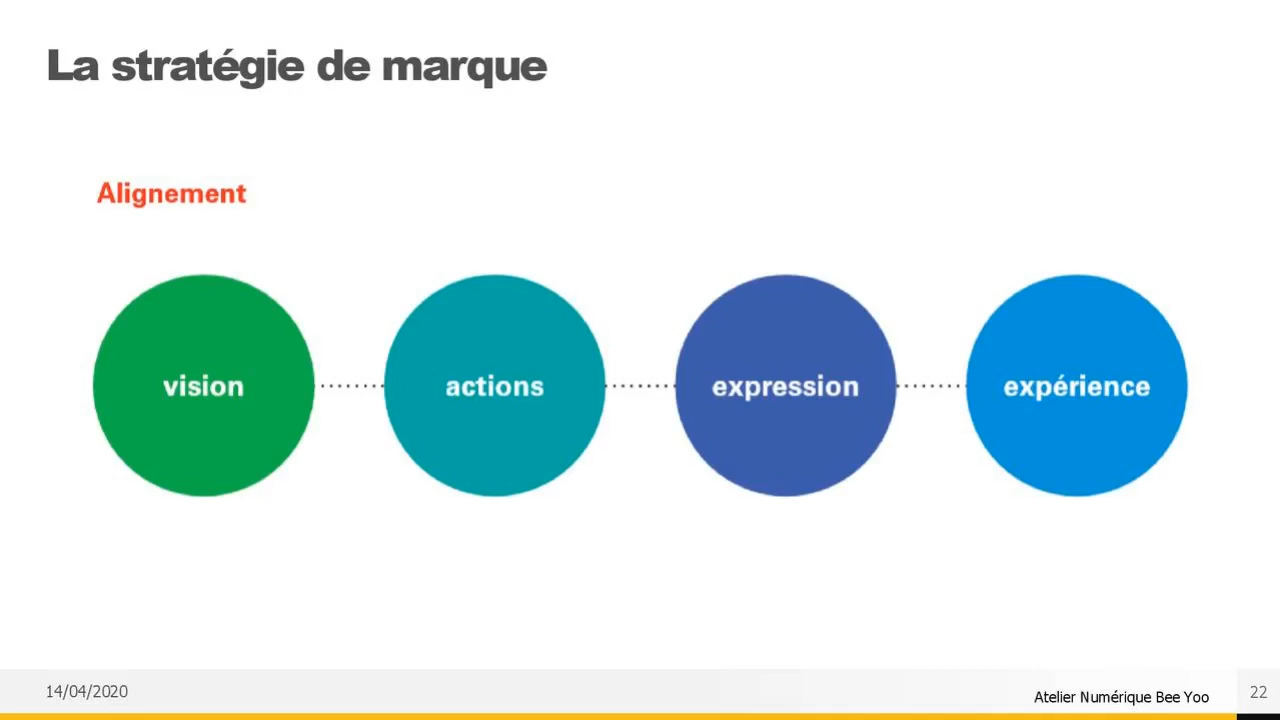 La stratégie de marque
Alignement
vision
actions
expression
expérience
14/04/2020
Atelier Numérique Bee Yoo
22